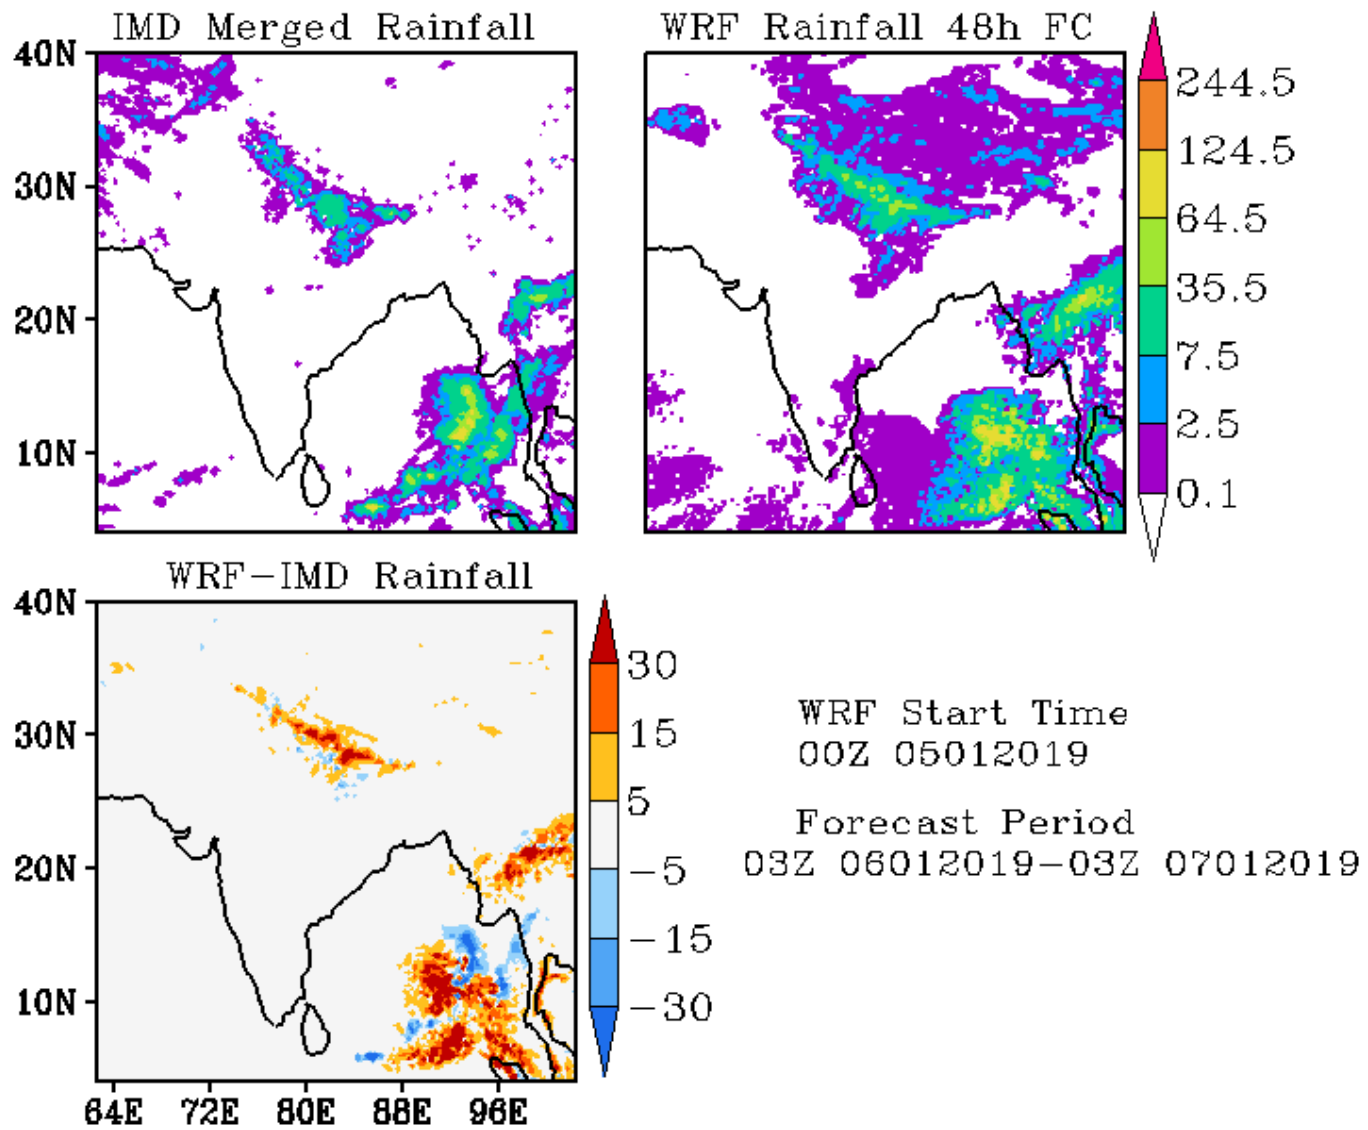 IMD Merged Rainfall
WRF Rainfall 48h FC
40N
30N
20N
10N
244.5
124.5
64.5
35.5
7.5
2.5
0.1
WRF-IMD Rainfall
40N
30N
20N
10N
64E 72E 80E 88E 96E
30
15
5
-5
-15
-30
WRF Start Time
00Z 05012019
Forecast Period
03Z 06012019-03Z 07012019